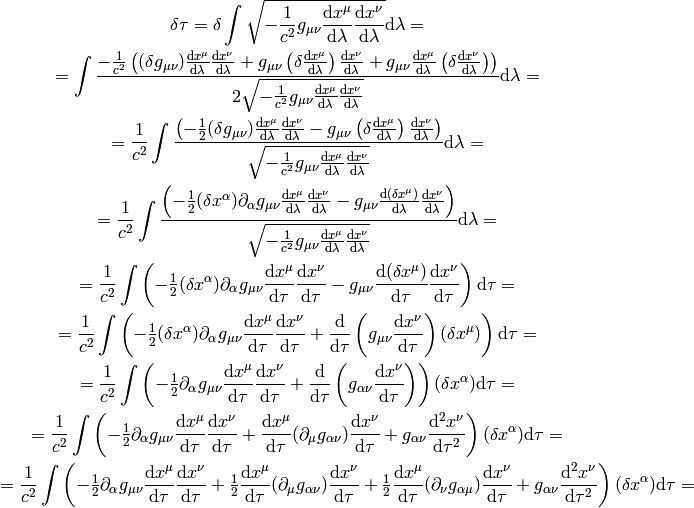 \delta\tau = \delta \int \sqrt{-\frac{1}{c^2} g_{\mu\nu} \frac{\mathrm{d}x^\mu}{\mathrm{d}\lambda} \frac{\mathrm{d}x^\nu}{\mathrm{d}\lambda}} \mathrm{d}\lambda =
= \int \frac{-\frac{1}{c^2} \left( (\delta g_{\mu\nu}) \frac{\mathrm{d}x^\mu}{\mathrm{d}\lambda} \frac{\mathrm{d}x^\nu}{\mathrm{d}\lambda} + g_{\mu\nu} \left( \delta \frac{\mathrm{d}x^\mu}{\mathrm{d}\lambda} \right) \frac{\mathrm{d}x^\nu}{\mathrm{d}\lambda} + g_{\mu\nu} \frac{\mathrm{d}x^\mu}{\mathrm{d}\lambda} \left( \delta \frac{\mathrm{d}x^\nu}{\mathrm{d}\lambda} \right) \right)}{2 \sqrt{-\frac{1}{c^2} g_{\mu\nu} \frac{\mathrm{d}x^\mu}{\mathrm{d}\lambda} \frac{\mathrm{d}x^\nu}{\mathrm{d}\lambda}}} \mathrm{d}\lambda =
= \frac{1}{c^2} \int \frac{\left( -\frac{1}{2} (\delta g_{\mu\nu}) \frac{\mathrm{d}x^\mu}{\mathrm{d}\lambda} \frac{\mathrm{d}x^\nu}{\mathrm{d}\lambda} - g_{\mu\nu} \left( \delta \frac{\mathrm{d}x^\mu}{\mathrm{d}\lambda} \right) \frac{\mathrm{d}x^\nu}{\mathrm{d}\lambda} \right)}{\sqrt{-\frac{1}{c^2} g_{\mu\nu} \frac{\mathrm{d}x^\mu}{\mathrm{d}\lambda} \frac{\mathrm{d}x^\nu}{\mathrm{d}\lambda}}} \mathrm{d}\lambda =
= \frac{1}{c^2} \int \frac{\left( -\frac{1}{2} (\delta x^\alpha) \partial_\alpha g_{\mu\nu} \frac{\mathrm{d}x^\mu}{\mathrm{d}\lambda} \frac{\mathrm{d}x^\nu}{\mathrm{d}\lambda} - g_{\mu\nu} \frac{\mathrm{d}(\delta x^\mu)}{\mathrm{d}\lambda} \frac{\mathrm{d}x^\nu}{\mathrm{d}\lambda} \right)}{\sqrt{-\frac{1}{c^2} g_{\mu\nu} \frac{\mathrm{d}x^\mu}{\mathrm{d}\lambda} \frac{\mathrm{d}x^\nu}{\mathrm{d}\lambda}}} \mathrm{d}\lambda =
= \frac{1}{c^2} \int \left( -\frac{1}{2} (\delta x^\alpha) \partial_\alpha g_{\mu\nu} \frac{\mathrm{d}x^\mu}{\mathrm{d}\tau} \frac{\mathrm{d}x^\nu}{\mathrm{d}\tau} - g_{\mu\nu} \frac{\mathrm{d}(\delta x^\mu)}{\mathrm{d}\tau} \frac{\mathrm{d}x^\nu}{\mathrm{d}\tau} \right) \mathrm{d}\tau =
= \frac{1}{c^2} \int \left( -\frac{1}{2} (\delta x^\alpha) \partial_\alpha g_{\mu\nu} \frac{\mathrm{d}x^\mu}{\mathrm{d}\tau} \frac{\mathrm{d}x^\nu}{\mathrm{d}\tau} + \frac{\mathrm{d}}{\mathrm{d}\tau} \left( g_{\mu\nu} \frac{\mathrm{d}x^\nu}{\mathrm{d}\tau} \right) (\delta x^\mu) \right) \mathrm{d}\tau =
= \frac{1}{c^2} \int \left( -\frac{1}{2} \partial_\alpha g_{\mu\nu} \frac{\mathrm{d}x^\mu}{\mathrm{d}\tau} \frac{\mathrm{d}x^\nu}{\mathrm{d}\tau} + \frac{\mathrm{d}}{\mathrm{d}\tau} \left( g_{\alpha\nu} \frac{\mathrm{d}x^\nu}{\mathrm{d}\tau} \right) \right) (\delta x^\alpha) \mathrm{d}\tau =
= \frac{1}{c^2} \int \left( -\frac{1}{2} \partial_\alpha g_{\mu\nu} \frac{\mathrm{d}x^\mu}{\mathrm{d}\tau} \frac{\mathrm{d}x^\nu}{\mathrm{d}\tau} + \frac{\mathrm{d}x^\mu}{\mathrm{d}\tau} (\partial_\mu g_{\alpha\nu}) \frac{\mathrm{d}x^\nu}{\mathrm{d}\tau} + g_{\alpha\nu} \frac{\mathrm{d}^2 x^\nu}{\mathrm{d}\tau^2} \right) (\delta x^\alpha) \mathrm{d}\tau =
= \frac{1}{c^2} \int \left( -\frac{1}{2} \partial_\alpha g_{\mu\nu} \frac{\mathrm{d}x^\mu}{\mathrm{d}\tau} \frac{\mathrm{d}x^\nu}{\mathrm{d}\tau} + \frac{1}{2} \frac{\mathrm{d}x^\mu}{\mathrm{d}\tau} (\partial_\mu g_{\alpha\nu}) \frac{\mathrm{d}x^\nu}{\mathrm{d}\tau} + \frac{1}{2} \frac{\mathrm{d}x^\mu}{\mathrm{d}\tau} (\partial_\nu g_{\alpha\mu}) \frac{\mathrm{d}x^\nu}{\mathrm{d}\tau} + g_{\alpha\nu} \frac{\mathrm{d}^2 x^\nu}{\mathrm{d}\tau^2} \right) (\delta x^\alpha) \mathrm{d}\tau =